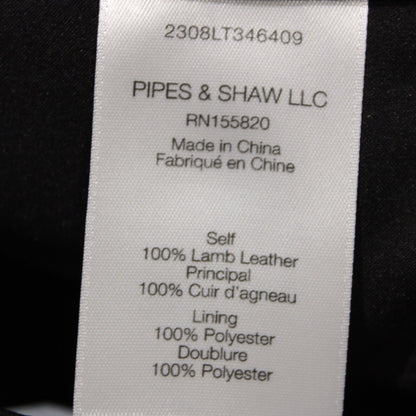 2308LT346409
PIPES & SHAW LLC
RN155820
Made in China
Fabriqué en Chine
Self
100% Lamb Leather
Principal
100% Cuir d'agneau
Lining
100% Polyester
Doublure
100% Polyester